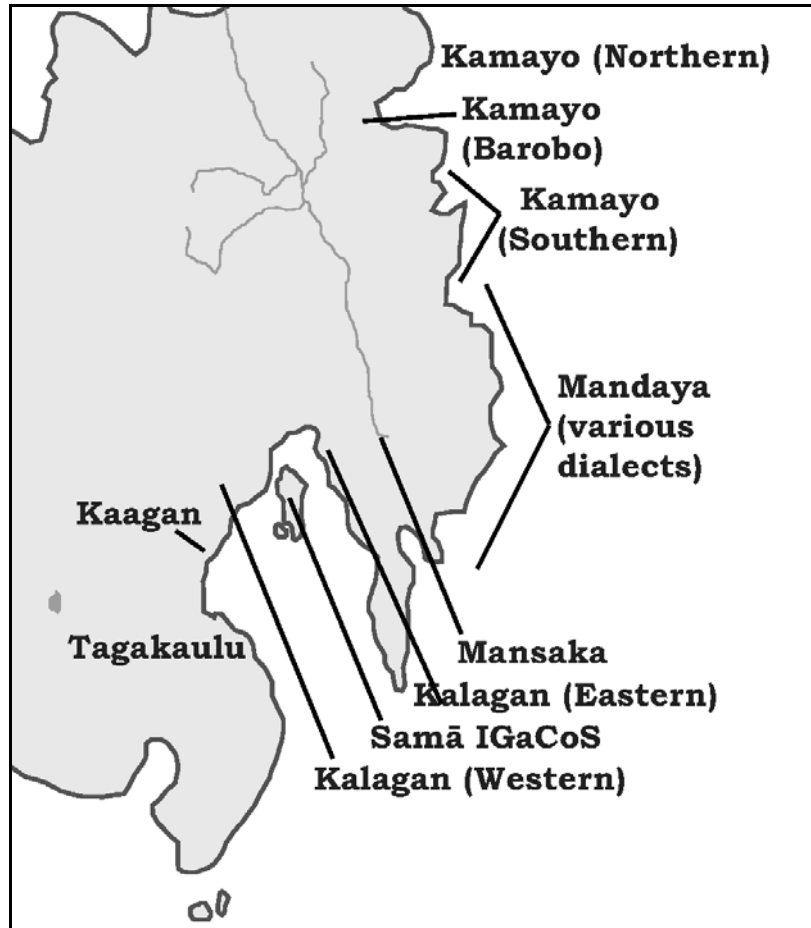 Kamayo (Northern)
Kamayo
(Barobo)
Kamayo
(Southern)
Mandaya
(various
dialects)
Kaagan
Tagakaulu
Mansaka
Kalagan (Eastern)
Samā IGaCoS
Kalagan (Western)